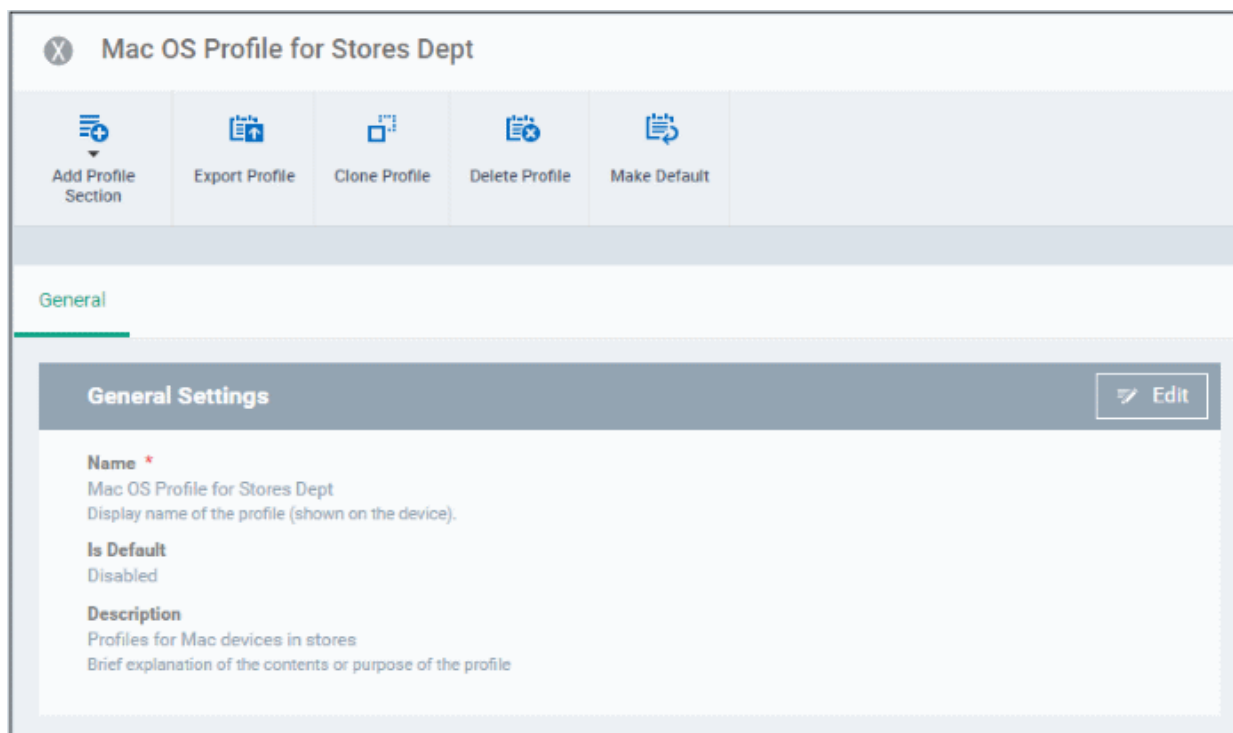 X
Mac OS Profile for Stores Dept
Add Profile
Section
Export Profile
Clone Profile
Delete Profile
Make Default
General
General Settings
Edit
Name *
Mac OS Profile for Stores Dept
Display name of the profile (shown on the device).
Is Default
Disabled
Description
Profiles for Mac devices in stores
Brief explanation of the contents or purpose of the profile